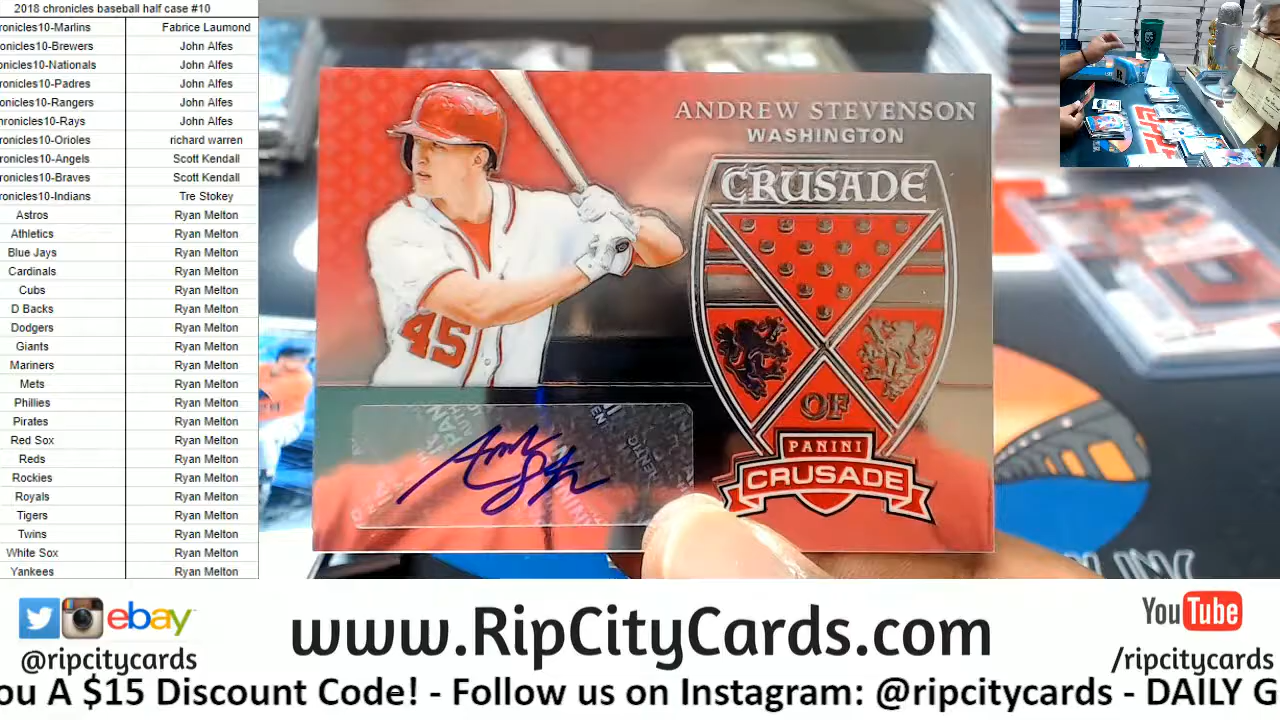 2018 chronicles baseball half case #10
ronicles10-Marlins Fabrice Laumond
onicles10-Brewers John Alfes
onicles10-Nationals John Alfes
ronicles10-Padres John Alfes
onicles10-Rangers John Alfes
hronicles10-Rays John Alfes
ronicles10-Orioles richard warren
ronicles10-Angels Scott Kendall
onicles10-Braves Scott Kendall
ronicles10-Indians Tre Stokey
Astros Ryan Melton
Athletics Ryan Melton
Blue Jays Ryan Melton
Cardinals Ryan Melton
Cubs Ryan Melton
D Backs Ryan Melton
Dodgers Ryan Melton
Giants Ryan Melton
Mariners Ryan Melton
Mets Ryan Melton
Phillies Ryan Melton
Pirates Ryan Melton
Red Sox Ryan Melton
Reds Ryan Melton
Rockies Ryan Melton
Royals Ryan Melton
Tigers Ryan Melton
Twins Ryan Melton
White Sox Ryan Melton
Yankees Ryan Melton
ANDREW STEVENSON
WASHINGTON
CRUSADE
OF
PANINI
CRUSADE
45
ebay
@ripcitycards
www.RipCityCards.com
YouTube
/ripcitycards
ou A $15 Discount Code! - Follow us on Instagram: @ripcitycards - DAILY G